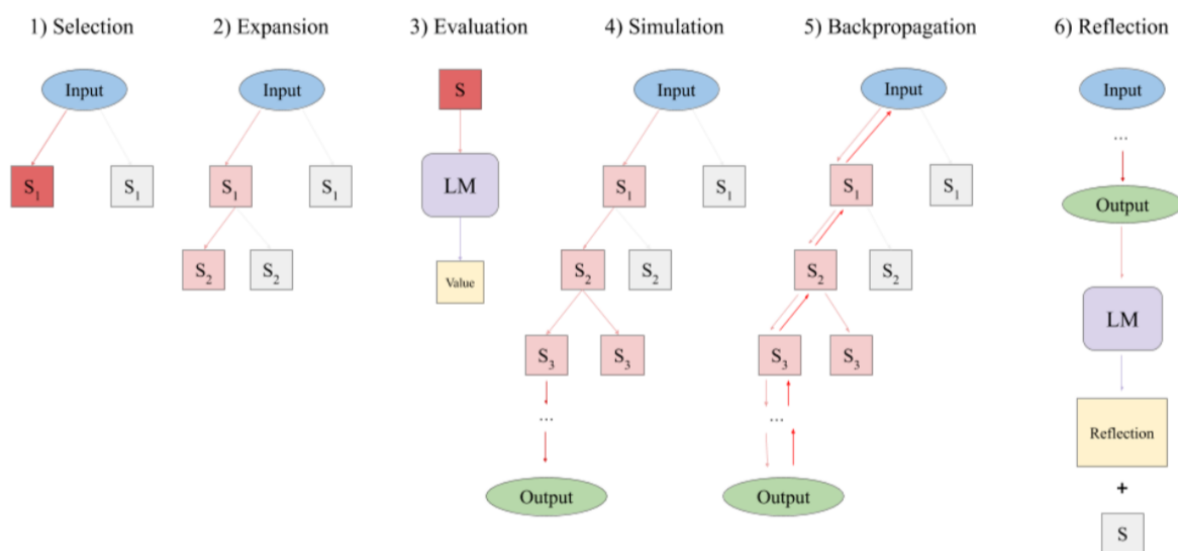 1) Selection
2) Expansion
3) Evaluation
4) Simulation
5) Backpropagation
6) Reflection
Input
S1
S1
Input
S1
S1
S2
S2
S
LM
Value
Input
S1
S1
S2
S2
S3
S3
...
Output
Input
S1
S1
S2
S2
S3
S3
...
Output
Input
...
Output
LM
Reflection
+
S